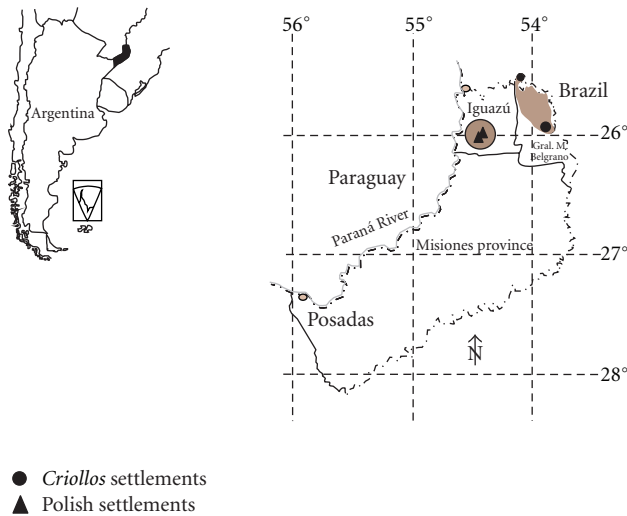 56° 55° 54°
Brazil
Iguazú
Argentina
26°
Gral. M.
Belgrano
Paraguay
Paraná River
Misiones province
27°
Posadas
N
28°
Criollos settlements
Polish settlements